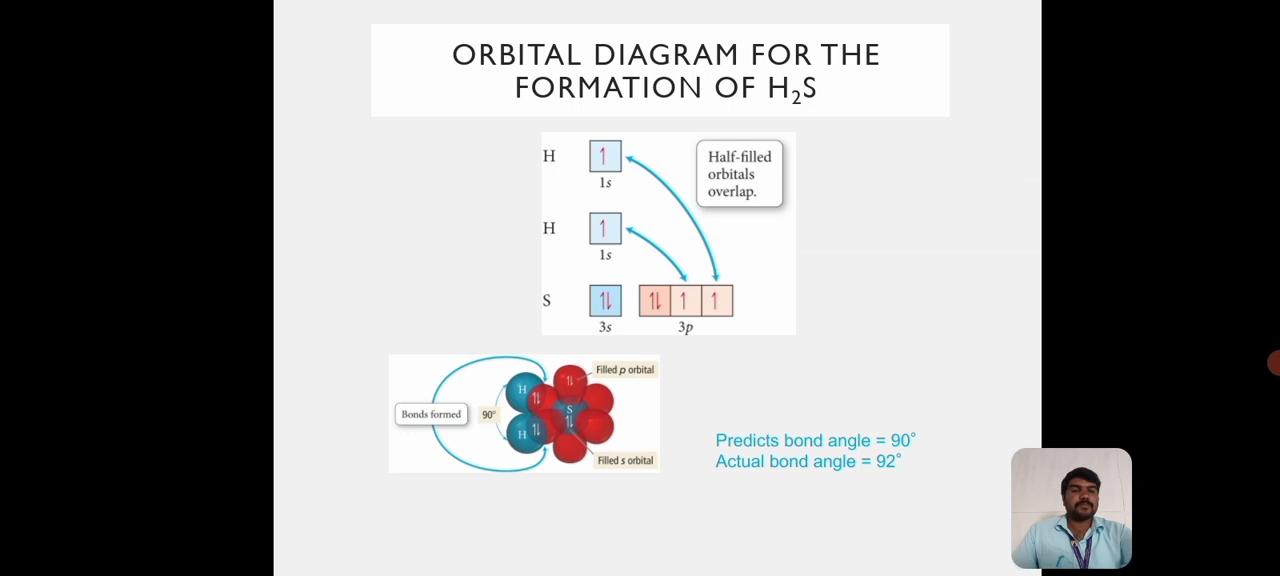 ORBITAL DIAGRAM FOR THE
FORMATION OF H₂S
H
↿
1s
Half-filled
orbitals
overlap.
H
↿
1s
S
↿⇂
↿⇂ ↿ ↿
3s
3p
Filled p orbital
↿⇂
H
↿⇂
Bonds formed
90°
S
↿⇂
H
↿⇂
Filled s orbital
Predicts bond angle = 90˚
Actual bond angle = 92˚